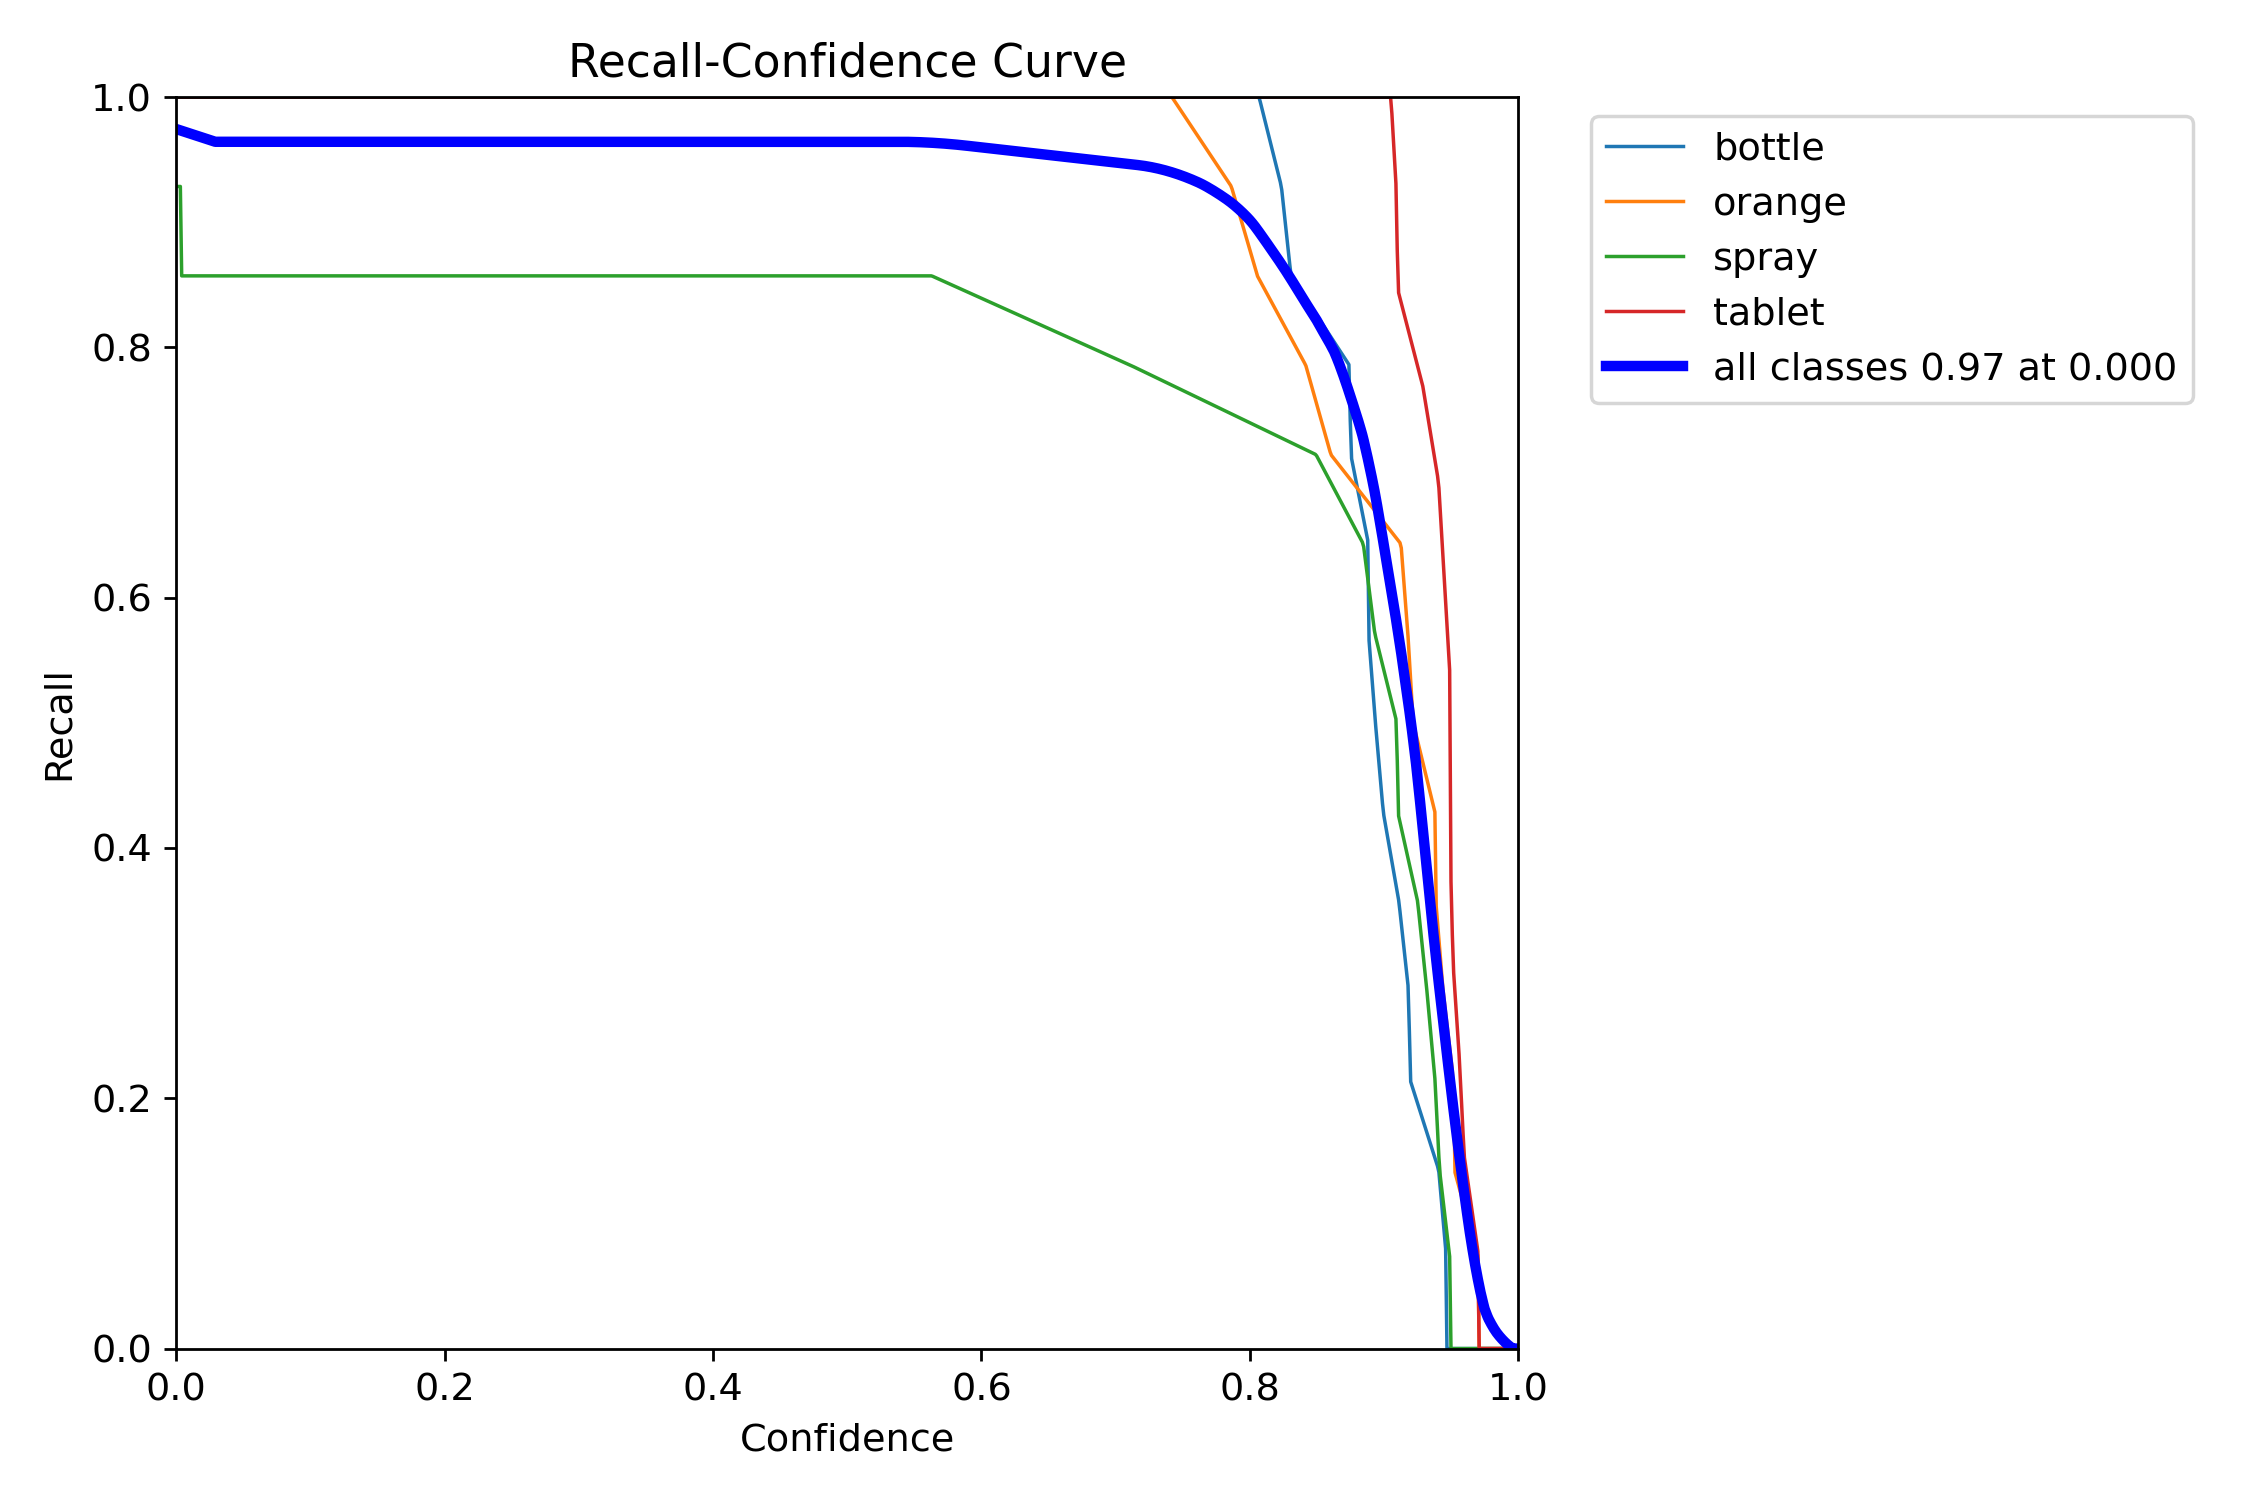 Recall-Confidence Curve
1.0
0.8
0.6
0.4
0.2
0.0
Recall
0.0 0.2 0.4 0.6 0.8 1.0
Confidence
bottle
orange
spray
tablet
all classes 0.97 at 0.000